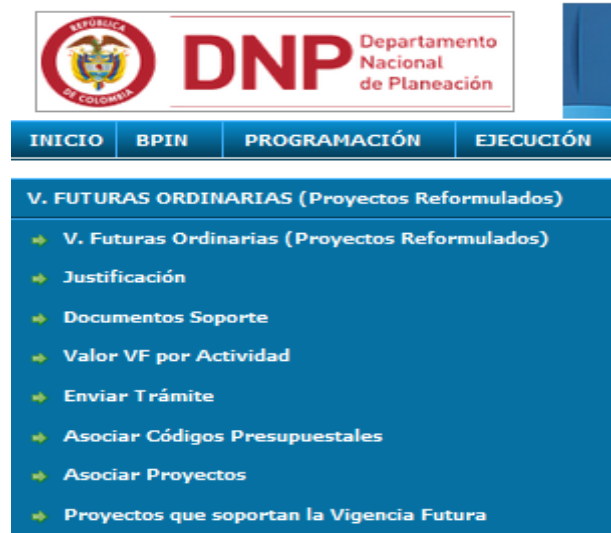 REPÚBLICA
DE COLOMBIA
DNP
Departamento
Nacional
de Planeación
INICIO BPIN PROGRAMACIÓN EJECUCIÓN
V. FUTURAS ORDINARIAS (Proyectos Reformulados)
V. Futuras Ordinarias (Proyectos Reformulados)
Justificación
Documentos Soporte
Valor VF por Actividad
Enviar Trámite
Asociar Códigos Presupuestales
Asociar Proyectos
Proyectos que soportan la Vigencia Futura